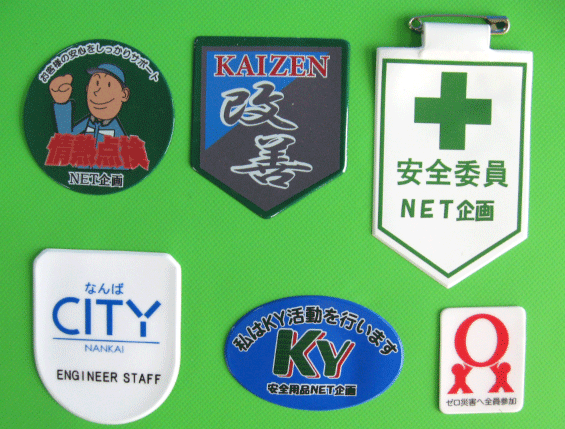 お客様の安心をしっかりサポート
情熱点検
NET企画
KAIZEN
改善
安全委員
NET企画
なんば
CITY
NANKAI
ENGINEER STAFF
私はKY活動を行います
KY
安全用品NET企画
ゼロ災害へ全員参加